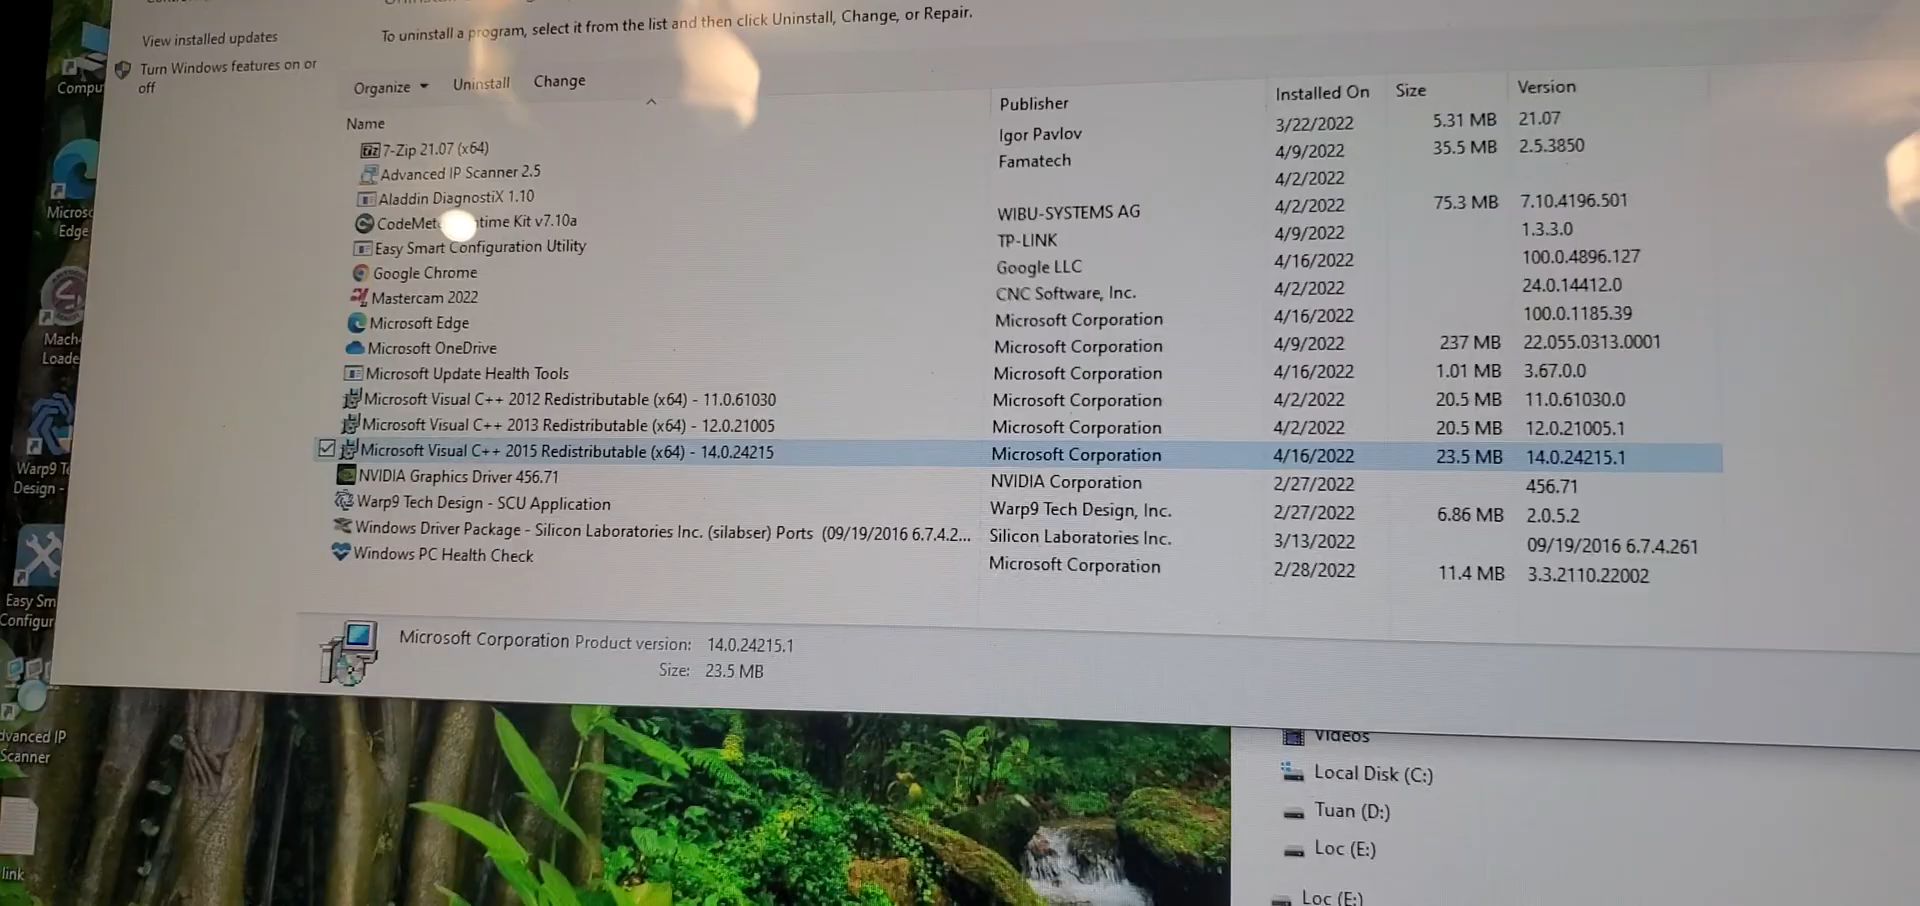 View installed updates
Turn Windows features on or
off
To uninstall a program, select it from the list and then click Uninstall, Change, or Repair.
Organize Uninstall Change
Name Publisher Installed On Size Version
7-Zip 21.07 (x64) Igor Pavlov 3/22/2022 5.31 MB 21.07
Advanced IP Scanner 2.5 Famatech 4/9/2022 35.5 MB 2.5.3850
Aladdin DiagnostiX 1.10 4/2/2022
CodeMet time Kit v7.10a WIBU-SYSTEMS AG 4/2/2022 75.3 MB 7.10.4196.501
Easy Smart Configuration Utility TP-LINK 4/9/2022 1.3.3.0
Google Chrome Google LLC 4/16/2022 100.0.4896.127
Mastercam 2022 CNC Software, Inc. 4/2/2022 24.0.14412.0
Microsoft Edge Microsoft Corporation 4/16/2022 100.0.1185.39
Microsoft OneDrive Microsoft Corporation 4/9/2022 237 MB 22.055.0313.0001
Microsoft Update Health Tools Microsoft Corporation 4/16/2022 1.01 MB 3.67.0.0
Microsoft Visual C++ 2012 Redistributable (x64) - 11.0.61030 Microsoft Corporation 4/2/2022 20.5 MB 11.0.61030.0
Microsoft Visual C++ 2013 Redistributable (x64) - 12.0.21005 Microsoft Corporation 4/2/2022 20.5 MB 12.0.21005.1
Microsoft Visual C++ 2015 Redistributable (x64) - 14.0.24215 Microsoft Corporation 4/16/2022 23.5 MB 14.0.24215.1
NVIDIA Graphics Driver 456.71 NVIDIA Corporation 2/27/2022 456.71
Warp9 Tech Design - SCU Application Warp9 Tech Design, Inc. 2/27/2022 6.86 MB 2.0.5.2
Windows Driver Package - Silicon Laboratories Inc. (silabser) Ports (09/19/2016 6.7.4.2... Silicon Laboratories Inc. 3/13/2022 09/19/2016 6.7.4.261
Windows PC Health Check Microsoft Corporation 2/28/2022 11.4 MB 3.3.2110.22002
Microsoft Corporation Product version: 14.0.24215.1
Size: 23.5 MB
Compu
Microso
Edge
Mach
Loade
Warp9 Te
Design -
Easy Sm
Configur
dvanced IP
Scanner
link
Videos
Local Disk (C:)
Tuan (D:)
Loc (E:)
Loc (E:)